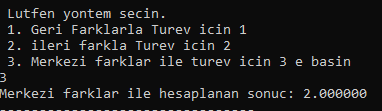 Lutfen yontem secin.
1. Geri Farklarla Turev icin 1
2. ileri farkla Turev icin 2
3. Merkezi farklar ile turev icin 3 e basin
3
Merkezi farklar ile hesaplanan sonuc: 2.000000
--------------------------------